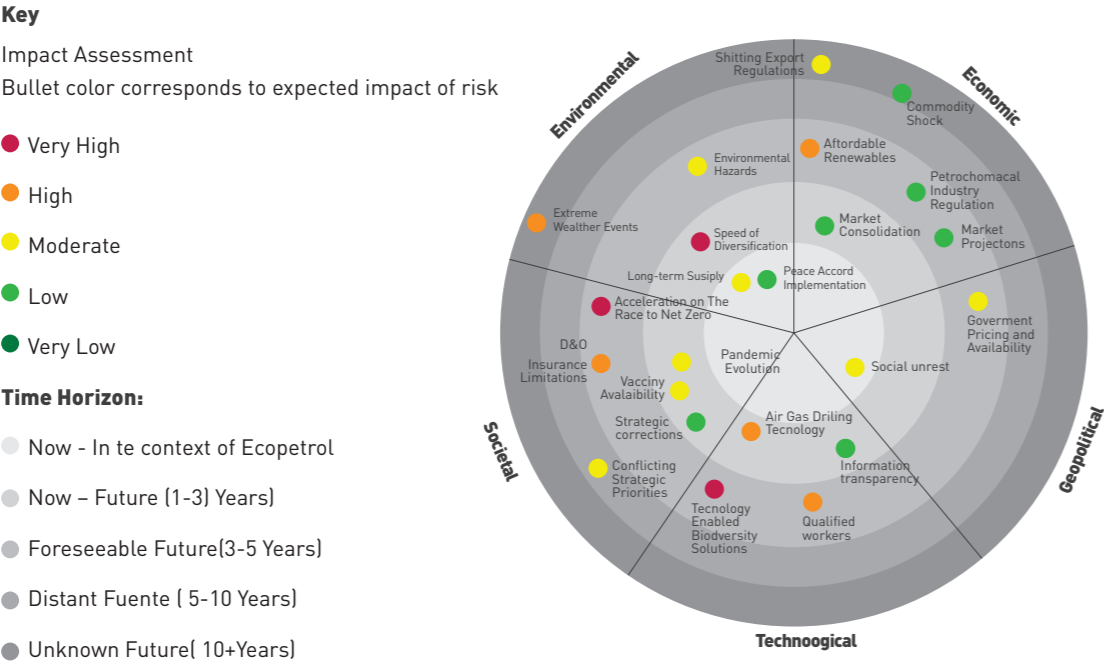 Key
Impact Assessment
Bullet color corresponds to expected impact of risk
Very High
High
Moderate
Low
Very Low
Time Horizon:
Now - In te context of Ecopetrol
Now – Future (1-3) Years)
Foreseeable Future(3-5 Years)
Distant Fuente ( 5-10 Years)
Unknown Future( 10+Years)
Environmental
Economic
Geopolitical
Technoogical
Societal
Shitting Export
Regulations
Commodity
Shock
Affordable
Renewables
Petrochomacal
Industry
Regulation
Market
Consolidation
Market
Projectons
Environmental
Hazards
Extreme
Wealther Events
Speed of
Diversification
Long-term Susiply
Peace Accord
Implementation
Acceleration on The
Race to Net Zero
D&O
Insurance
Limitations
Pandemic
Evolution
Vacciny
Avalaibility
Strategic
corrections
Conflicting
Strategic
Priorities
Goverment
Pricing and
Availability
Social unrest
Air Gas Driling
Tecnology
Information
transparency
Tecnology
Enabled
Biodversity
Solutions
Qualified
workers